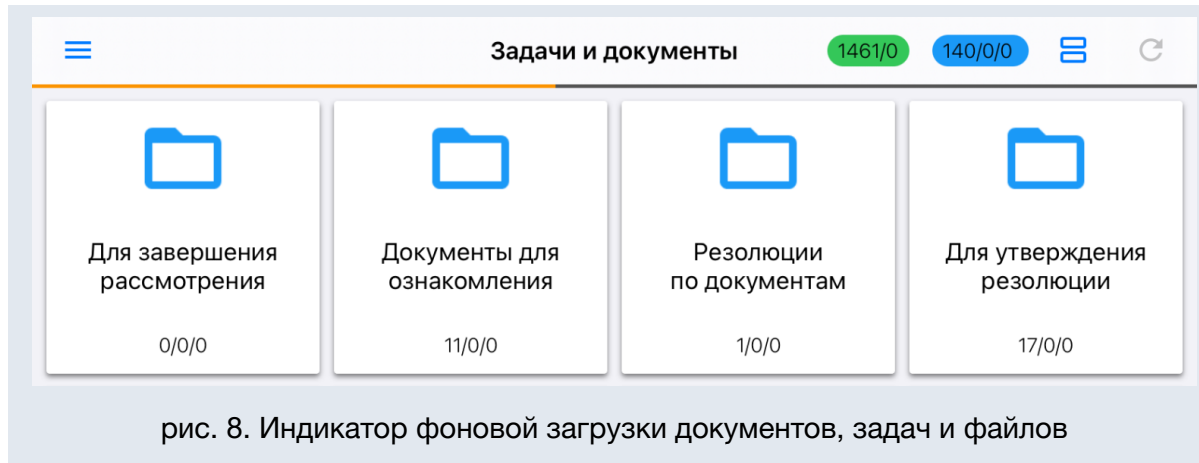 Задачи и документы 1461/0 140/0/0
Для завершения
рассмотрения
0/0/0
Документы для
ознакомления
11/0/0
Резолюции
по документам
1/0/0
Для утверждения
резолюции
17/0/0
рис. 8. Индикатор фоновой загрузки документов, задач и файлов